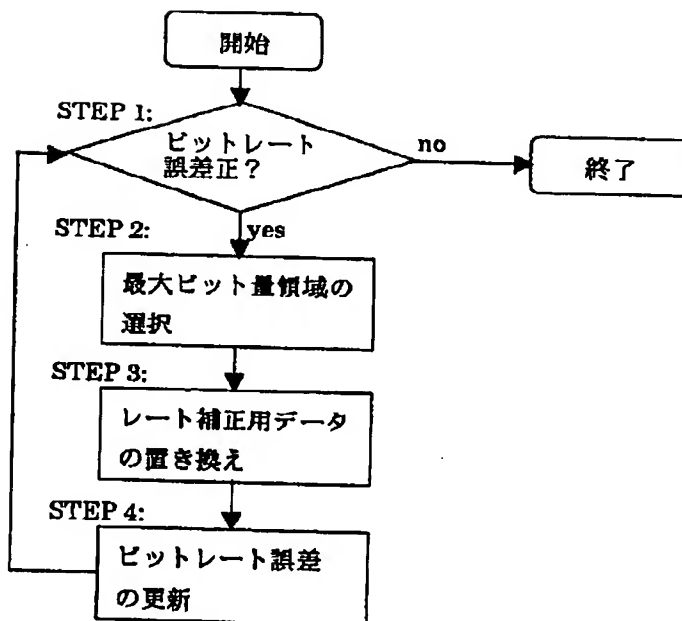 開始
STEP 1:
ビットレート
誤差正？
no
終了
STEP 2:
yes
最大ビット量領域の
選択
STEP 3:
レート補正用データ
の置き換え
STEP 4:
ビットレート誤差
の更新